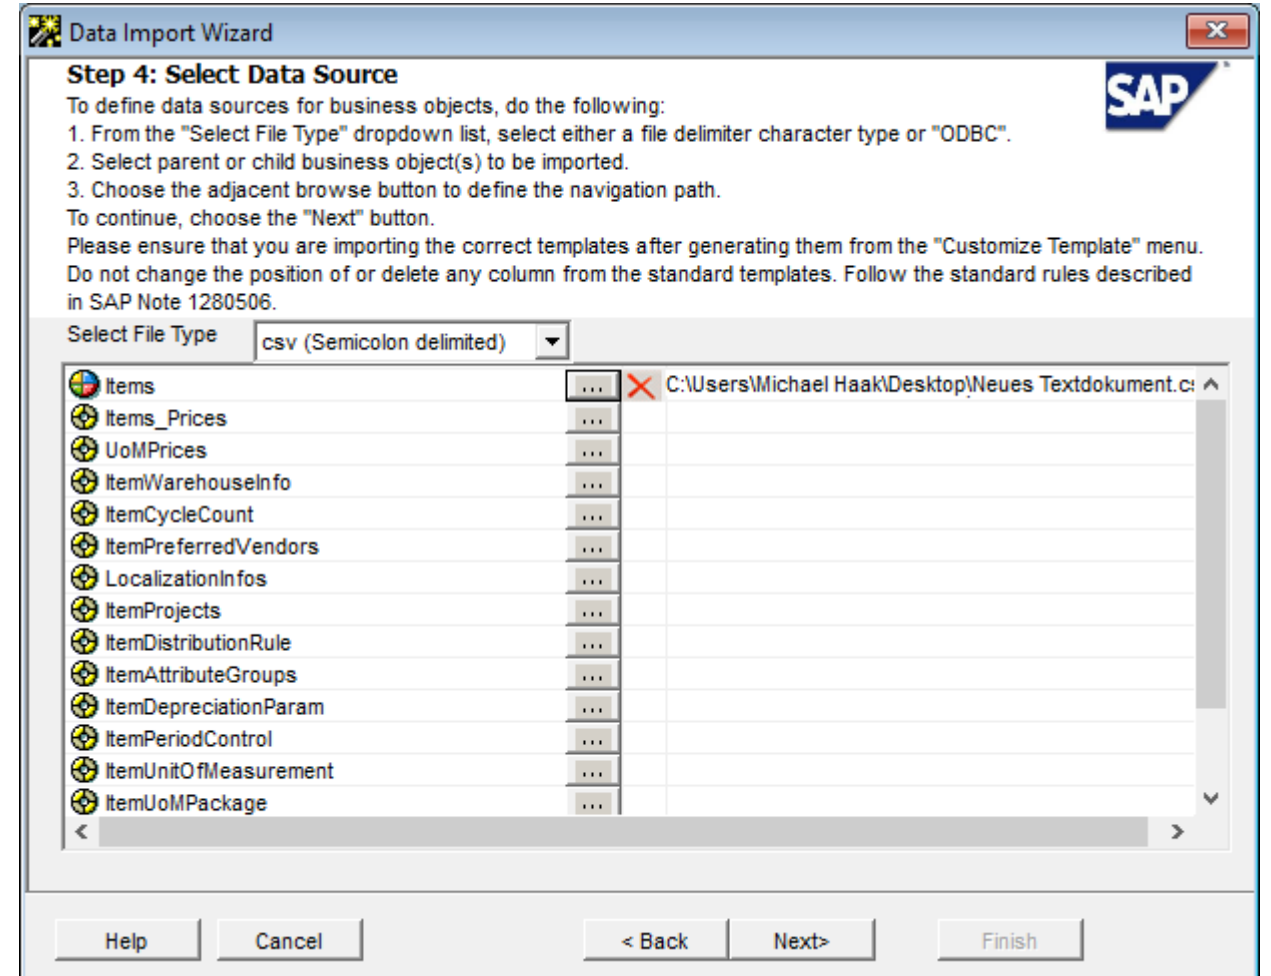 Data Import Wizard
Step 4: Select Data Source
SAP
To define data sources for business objects, do the following:
1. From the "Select File Type" dropdown list, select either a file delimiter character type or "ODBC".
2. Select parent or child business object(s) to be imported.
3. Choose the adjacent browse button to define the navigation path.
To continue, choose the "Next" button.
Please ensure that you are importing the correct templates after generating them from the "Customize Template" menu.
Do not change the position of or delete any column from the standard templates. Follow the standard rules described
in SAP Note 1280506.
Select File Type csv (Semicolon delimited)
Items ... C:\Users\Michael Haak\Desktop\Neues Textdokument.cs
Items_Prices ...
UoMPrices ...
ItemWarehouseInfo ...
ItemCycleCount ...
ItemPreferredVendors ...
LocalizationInfos ...
ItemProjects ...
ItemDistributionRule ...
ItemAttributeGroups ...
ItemDepreciationParam ...
ItemPeriodControl ...
ItemUnitOfMeasurement ...
ItemUoMPackage ...
Help Cancel < Back Next> Finish